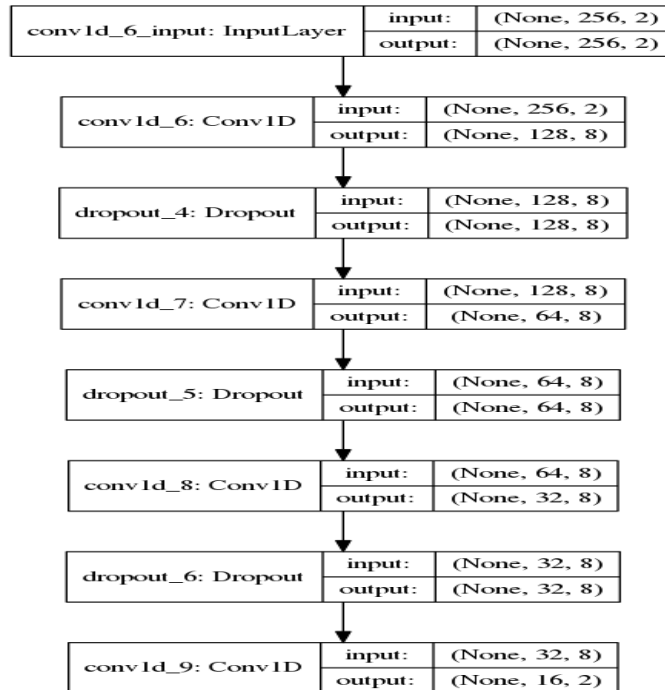 conv1d_6_input: InputLayer
input: (None, 256, 2)
output: (None, 256, 2)
conv1d_6: Conv1D
input: (None, 256, 2)
output: (None, 128, 8)
dropout_4: Dropout
input: (None, 128, 8)
output: (None, 128, 8)
conv1d_7: Conv1D
input: (None, 128, 8)
output: (None, 64, 8)
dropout_5: Dropout
input: (None, 64, 8)
output: (None, 64, 8)
conv1d_8: Conv1D
input: (None, 64, 8)
output: (None, 32, 8)
dropout_6: Dropout
input: (None, 32, 8)
output: (None, 32, 8)
conv1d_9: Conv1D
input: (None, 32, 8)
output: (None, 16, 2)